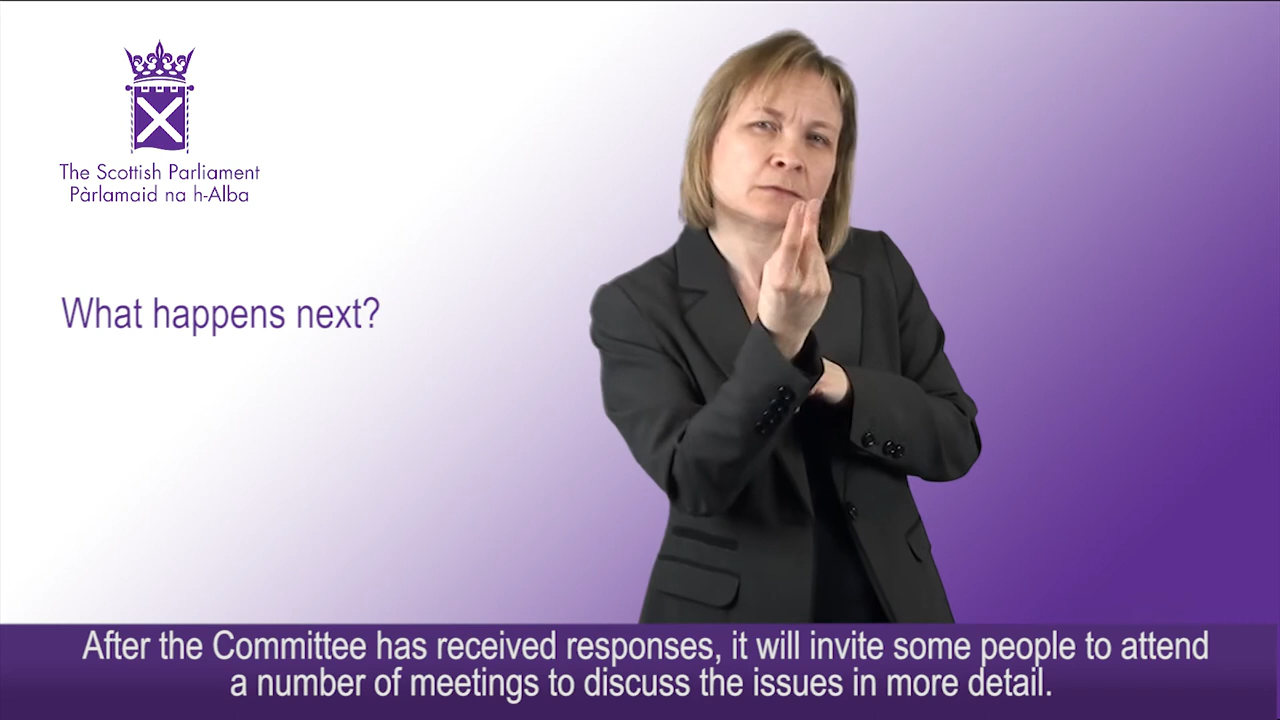 The Scottish Parliament
Pàrlamaid na h-Alba
What happens next?
After the Committee has received responses, it will invite some people to attend
a number of meetings to discuss the issues in more detail.